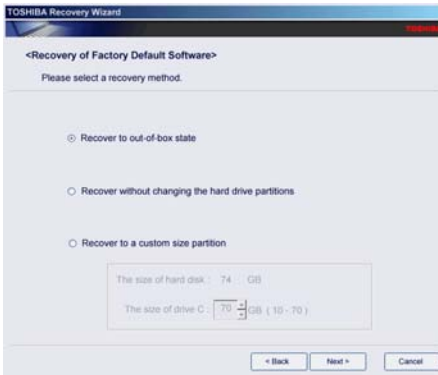 TOSHIBA Recovery Wizard
TOSHIBA
<Recovery of Factory Default Software>
Please select a recovery method.
Recover to out-of-box state
Recover without changing the hard drive partitions
Recover to a custom size partition
The size of hard disk : 74 GB
The size of drive C : 70 GB ( 10 - 70 )
< Back Next > Cancel